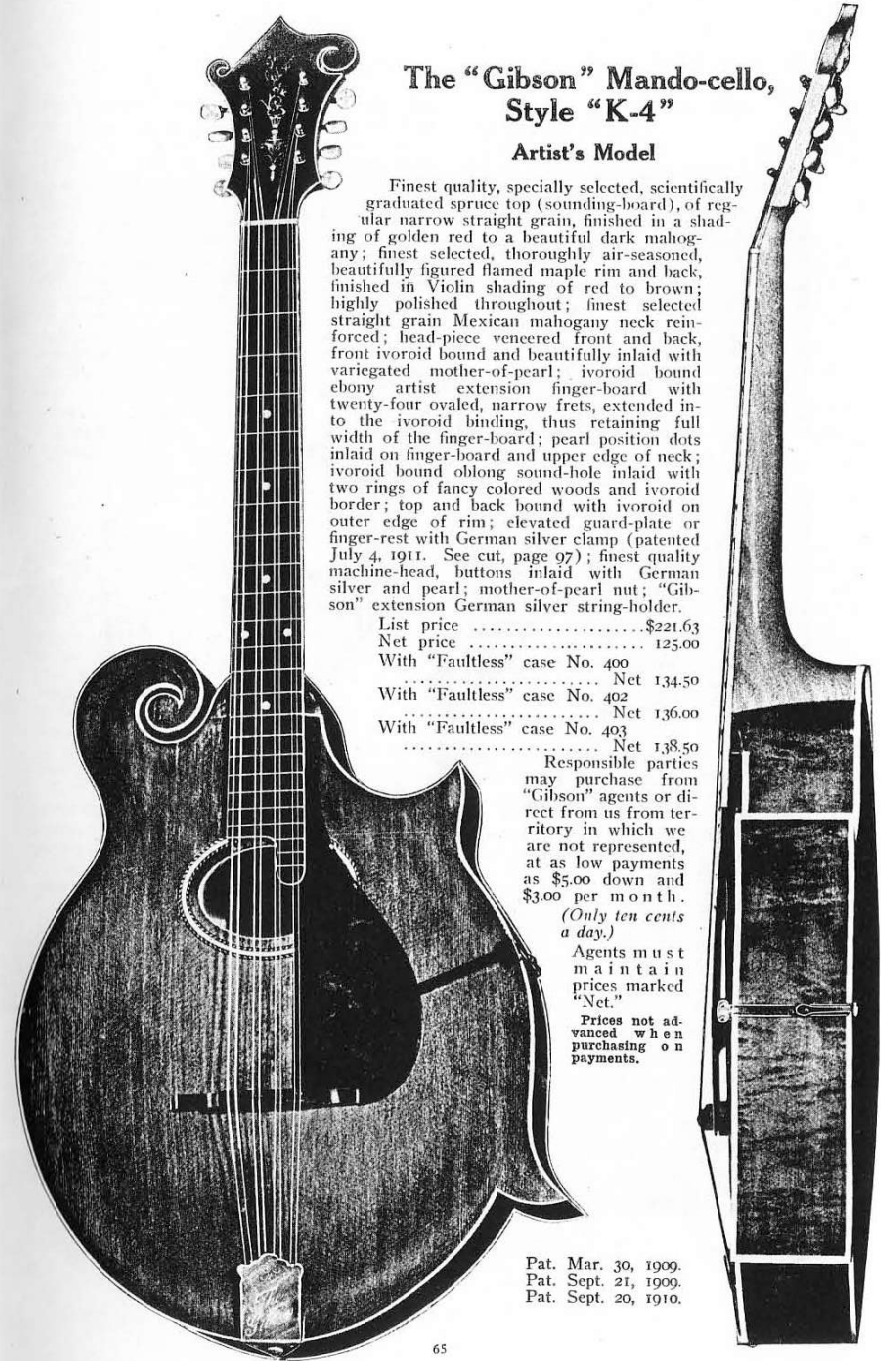 The "Gibson" Mando-cello,
Style "K-4"
Artist's Model
Finest quality, specially selected, scientifically
graduated spruce top (sounding-board), of reg-
ular narrow straight grain, finished in a shad-
ing of golden red to a beautiful dark mahog-
any; finest selected, thoroughly air-seasoned,
beautifully figured flamed maple rim and back,
finished in Violin shading of red to brown;
highly polished throughout; finest selected
straight grain Mexican mahogany neck rein-
forced; head-piece veneered front and back,
front ivoroid bound and beautifully inlaid with
variegated mother-of-pearl; ivoroid bound
ebony artist extension finger-board with
twenty-four ovaled, narrow frets, extended in-
to the ivoroid binding, thus retaining full
width of the finger-board; pearl position dots
inlaid on finger-board and upper edge of neck;
ivoroid bound oblong sound-hole inlaid with
two rings of fancy colored woods and ivoroid
border; top and back bound with ivoroid on
outer edge of rim; elevated guard-plate or
finger-rest with German silver clamp (patented
July 4, 1911. See cut, page 97); finest quality
machine-head, buttons inlaid with German
silver and pearl; mother-of-pearl nut; "Gib-
son" extension German silver string-holder.
List price ......................$221.63
Net price ...................... 125.00
With "Faultless" case No. 400
......................... Net 134.50
With "Faultless" case No. 402
......................... Net 136.00
With "Faultless" case No. 403
......................... Net 138.50
Responsible parties
may purchase from
"Gibson" agents or di-
rect from us from ter-
ritory in which we
are not represented,
at as low payments
as $5.00 down and
$3.00 per month.
(Only ten cents
a day.)
Agents must
maintain
prices marked
"Net."
Prices not ad-
vanced when
purchasing on
payments.
Pat. Mar. 30, 1909.
Pat. Sept. 21, 1909.
Pat. Sept. 20, 1910.
The Gibson
65